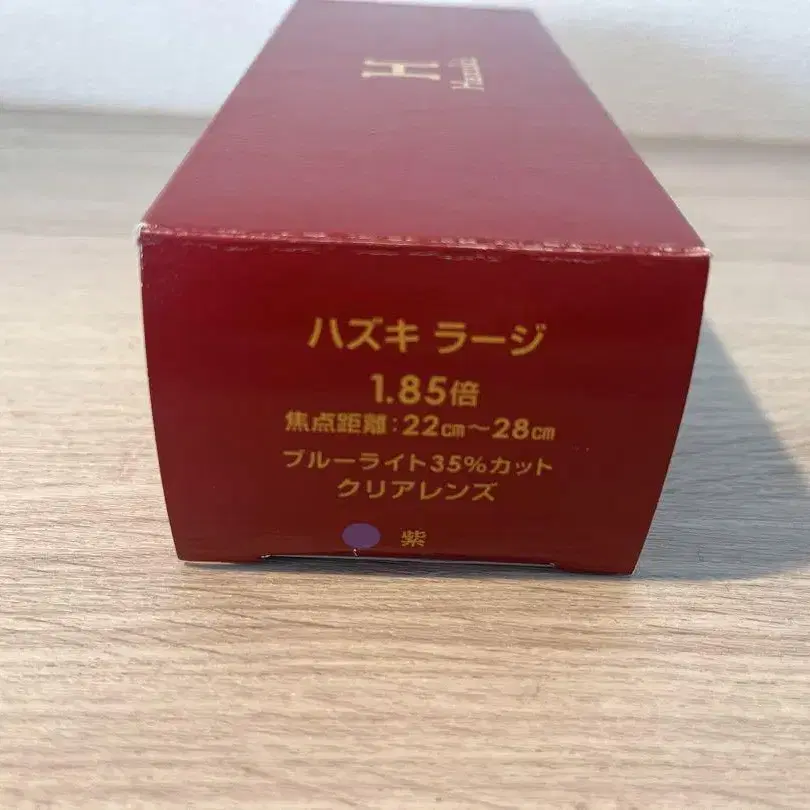 H
Hazuki
ハズキ ラージ
1.85倍
焦点距離:22㎝~28㎝
ブルーライト35%カット
クリアレンズ
紫